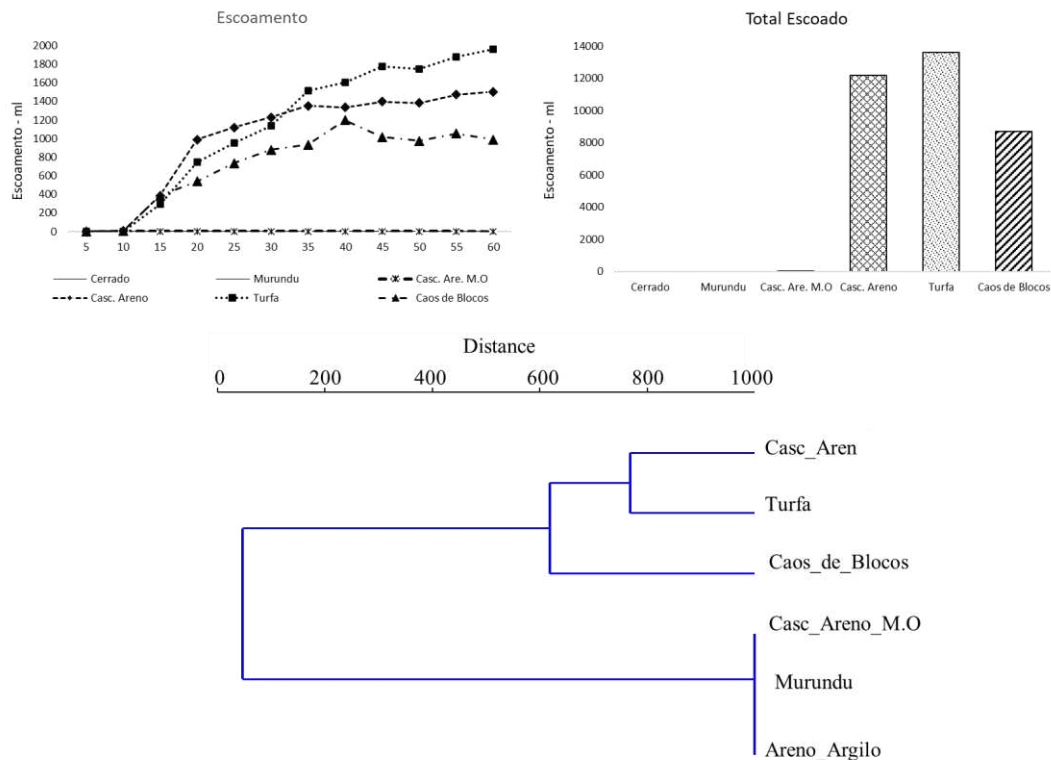 Escoamento
Escoamento - ml
2000
1800
1600
1400
1200
1000
800
600
400
200
0
5 10 15 20 25 30 35 40 45 50 55 60
Cerrado Murundu Casc. Are. M.O
Casc. Areno Turfa Caos de Blocos
Total Escoado
Escoamento - ml
14000
12000
10000
8000
6000
4000
2000
0
Cerrado Murundu Casc. Are. M.O Casc. Areno Turfa Caos de Blocos
Distance
0 200 400 600 800 1000
Casc_Aren
Turfa
Caos_de_Blocos
Casc_Areno_M.O
Murundu
Areno_Argilo